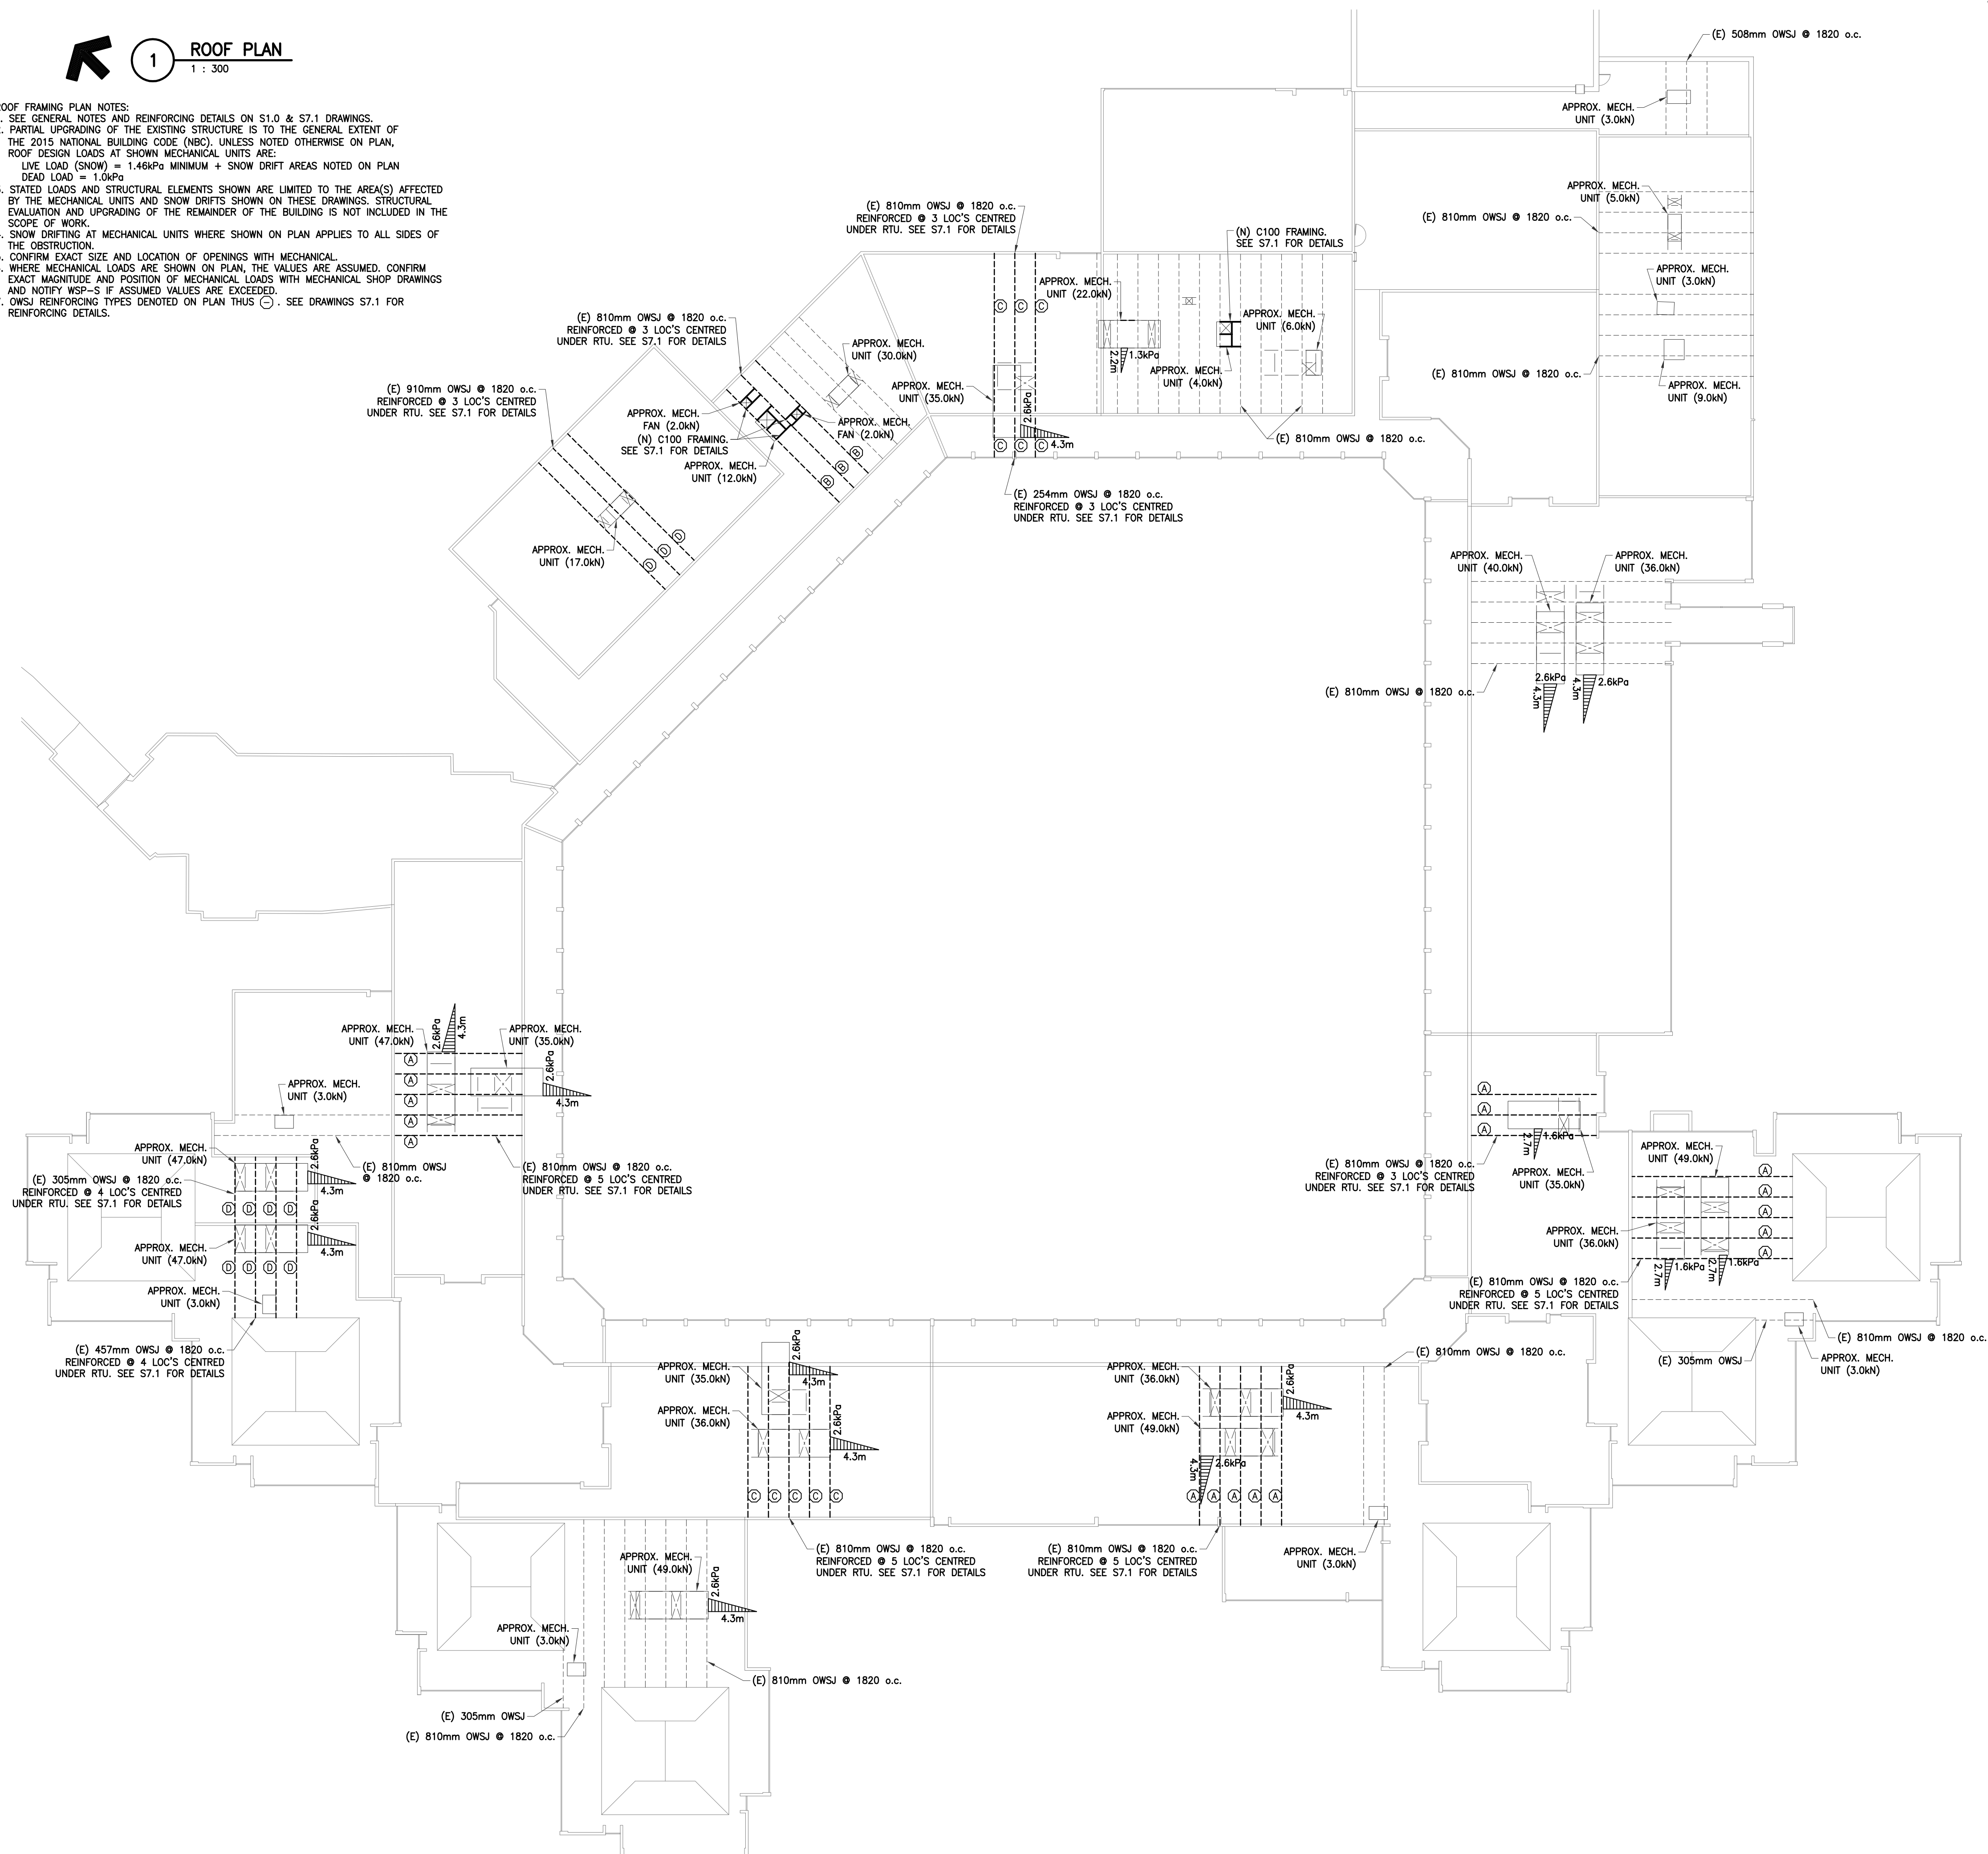 1
ROOF PLAN
1 : 300
ROOF FRAMING PLAN NOTES:
. SEE GENERAL NOTES AND REINFORCING DETAILS ON S1.0 & S7.1 DRAWINGS.
. PARTIAL UPGRADING OF THE EXISTING STRUCTURE IS TO THE GENERAL EXTENT OF
THE 2015 NATIONAL BUILDING CODE (NBC). UNLESS NOTED OTHERWISE ON PLAN,
ROOF DESIGN LOADS AT SHOWN MECHANICAL UNITS ARE:
LIVE LOAD (SNOW) = 1.46kPa MINIMUM + SNOW DRIFT AREAS NOTED ON PLAN
DEAD LOAD = 1.0kPa
. STATED LOADS AND STRUCTURAL ELEMENTS SHOWN ARE LIMITED TO THE AREA(S) AFFECTED
BY THE MECHANICAL UNITS AND SNOW DRIFTS SHOWN ON THESE DRAWINGS. STRUCTURAL
EVALUATION AND UPGRADING OF THE REMAINDER OF THE BUILDING IS NOT INCLUDED IN THE
SCOPE OF WORK.
. SNOW DRIFTING AT MECHANICAL UNITS WHERE SHOWN ON PLAN APPLIES TO ALL SIDES OF
THE OBSTRUCTION.
. CONFIRM EXACT SIZE AND LOCATION OF OPENINGS WITH MECHANICAL.
. WHERE MECHANICAL LOADS ARE SHOWN ON PLAN, THE VALUES ARE ASSUMED. CONFIRM
EXACT MAGNITUDE AND POSITION OF MECHANICAL LOADS WITH MECHANICAL SHOP DRAWINGS
AND NOTIFY WSP-S IF ASSUMED VALUES ARE EXCEEDED.
. OWSJ REINFORCING TYPES DENOTED ON PLAN THUS (-) . SEE DRAWINGS S7.1 FOR
REINFORCING DETAILS.
(E) 508mm OWSJ @ 1820 o.c.
APPROX. MECH.
UNIT (3.0kN)
APPROX. MECH.
UNIT (5.0kN)
(E) 810mm OWSJ @ 1820 o.c.
APPROX. MECH.
UNIT (3.0kN)
(E) 810mm OWSJ @ 1820 o.c.
APPROX. MECH.
UNIT (9.0kN)
(E) 810mm OWSJ @ 1820 o.c.
REINFORCED @ 3 LOC'S CENTRED
UNDER RTU. SEE S7.1 FOR DETAILS
(N) C100 FRAMING.
SEE S7.1 FOR DETAILS
APPROX. MECH.
UNIT (22.0kN)
C C C
1.3kPa
2.2m
APPROX. MECH.
UNIT (6.0kN)
APPROX. MECH.
UNIT (4.0kN)
APPROX. MECH.
UNIT (35.0kN)
2.6kPa
4.3m
C C C
(E) 810mm OWSJ @ 1820 o.c.
(E) 254mm OWSJ @ 1820 o.c.
REINFORCED @ 3 LOC'S CENTRED
UNDER RTU. SEE S7.1 FOR DETAILS
(E) 810mm OWSJ @ 1820 o.c.
REINFORCED @ 3 LOC'S CENTRED
UNDER RTU. SEE S7.1 FOR DETAILS
APPROX. MECH.
UNIT (30.0kN)
(E) 910mm OWSJ @ 1820 o.c.
REINFORCED @ 3 LOC'S CENTRED
UNDER RTU. SEE S7.1 FOR DETAILS
APPROX. MECH.
FAN (2.0kN)
APPROX. MECH.
FAN (2.0kN)
(N) C100 FRAMING.
SEE S7.1 FOR DETAILS
APPROX. MECH.
UNIT (12.0kN)
B B B
APPROX. MECH.
UNIT (17.0kN)
D D D
APPROX. MECH.
UNIT (40.0kN)
APPROX. MECH.
UNIT (36.0kN)
2.6kPa
4.3m
2.6kPa
4.3m
(E) 810mm OWSJ @ 1820 o.c.
APPROX. MECH.
UNIT (47.0kN)
2.6kPa
4.3m
APPROX. MECH.
UNIT (35.0kN)
2.6kPa
4.3m
A
A
A
A
A
APPROX. MECH.
UNIT (3.0kN)
(E) 810mm OWSJ
@ 1820 o.c.
(E) 810mm OWSJ @ 1820 o.c.
REINFORCED @ 5 LOC'S CENTRED
UNDER RTU. SEE S7.1 FOR DETAILS
APPROX. MECH.
UNIT (47.0kN)
(E) 305mm OWSJ @ 1820 o.c.
REINFORCED @ 4 LOC'S CENTRED
UNDER RTU. SEE S7.1 FOR DETAILS
2.6kPa
4.3m
D D D D
2.6kPa
4.3m
APPROX. MECH.
UNIT (47.0kN)
D D D D
APPROX. MECH.
UNIT (3.0kN)
(E) 457mm OWSJ @ 1820 o.c.
REINFORCED @ 4 LOC'S CENTRED
UNDER RTU. SEE S7.1 FOR DETAILS
A
A
A
1.6kPa
2.7m
(E) 810mm OWSJ @ 1820 o.c.
REINFORCED @ 3 LOC'S CENTRED
UNDER RTU. SEE S7.1 FOR DETAILS
APPROX. MECH.
UNIT (35.0kN)
APPROX. MECH.
UNIT (49.0kN)
A
A
A
A
A
APPROX. MECH.
UNIT (36.0kN)
1.6kPa
2.7m
1.6kPa
2.7m
(E) 810mm OWSJ @ 1820 o.c.
REINFORCED @ 5 LOC'S CENTRED
UNDER RTU. SEE S7.1 FOR DETAILS
(E) 810mm OWSJ @ 1820 o.c.
(E) 305mm OWSJ
APPROX. MECH.
UNIT (3.0kN)
APPROX. MECH.
UNIT (35.0kN)
2.6kPa
4.3m
APPROX. MECH.
UNIT (36.0kN)
2.6kPa
4.3m
C C C C C
(E) 810mm OWSJ @ 1820 o.c.
REINFORCED @ 5 LOC'S CENTRED
UNDER RTU. SEE S7.1 FOR DETAILS
(E) 810mm OWSJ @ 1820 o.c.
APPROX. MECH.
UNIT (36.0kN)
2.6kPa
4.3m
APPROX. MECH.
UNIT (49.0kN)
2.6kPa
4.3m
A A A A A
(E) 810mm OWSJ @ 1820 o.c.
REINFORCED @ 5 LOC'S CENTRED
UNDER RTU. SEE S7.1 FOR DETAILS
APPROX. MECH.
UNIT (3.0kN)
APPROX. MECH.
UNIT (49.0kN)
2.6kPa
4.3m
APPROX. MECH.
UNIT (3.0kN)
(E) 810mm OWSJ @ 1820 o.c.
(E) 305mm OWSJ
(E) 810mm OWSJ @ 1820 o.c.